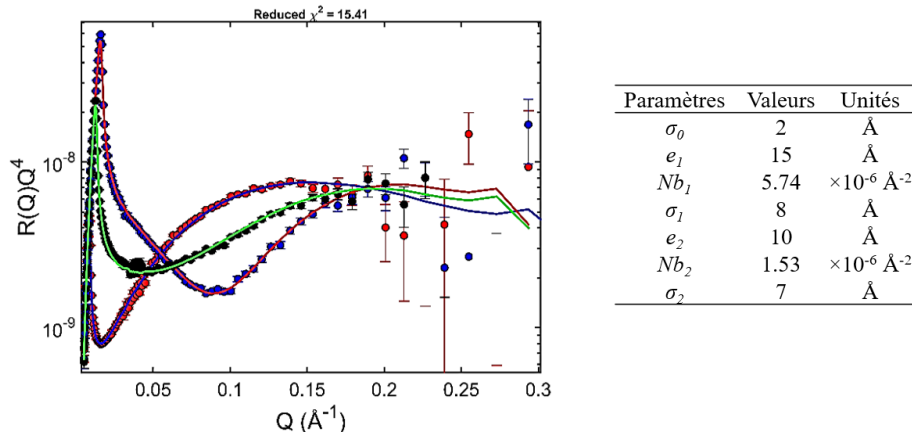 Reduced χ² = 15.41
R(Q)Q⁴
10⁻⁸
10⁻⁹
0.05 0.1 0.15 0.2 0.25 0.3
Q (Å⁻¹)
Paramètres Valeurs Unités
σ₀ 2 Å
e₁ 15 Å
Nb₁ 5.74 ×10⁻⁶ Å⁻²
σ₁ 8 Å
e₂ 10 Å
Nb₂ 1.53 ×10⁻⁶ Å⁻²
σ₂ 7 Å